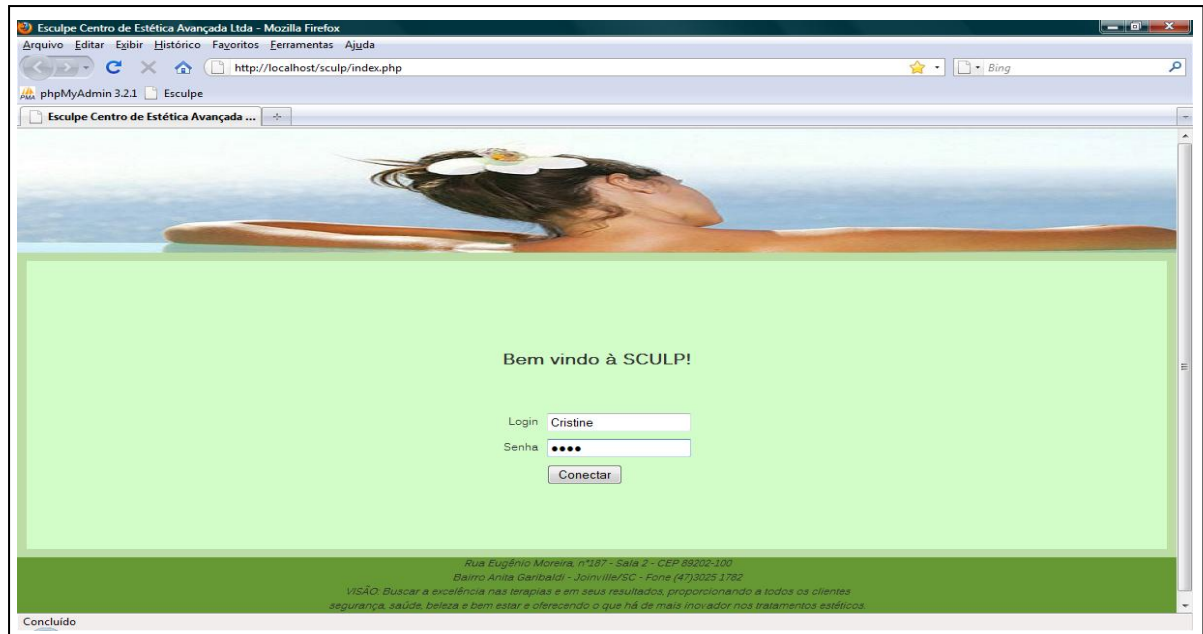 Esculpe Centro de Estética Avançada Ltda - Mozilla Firefox
Arquivo Editar Exibir Histórico Favoritos Ferramentas Ajuda
http://localhost/sculp/index.php
Bing
phpMyAdmin 3.2.1 Esculpe
Esculpe Centro de Estética Avançada ...
Bem vindo à SCULP!
Login Cristine
Senha ••••
Conectar
Rua Eugênio Moreira, n°187 - Sala 2 - CEP 89202-100
Bairro Anita Garibaldi - Joinville/SC - Fone (47)3025 1782
VISÃO: Buscar a excelência nas terapias e em seus resultados, proporcionando a todos os clientes
segurança, saúde, beleza e bem estar e oferecendo o que há de mais inovador nos tratamentos estéticos.
Concluído